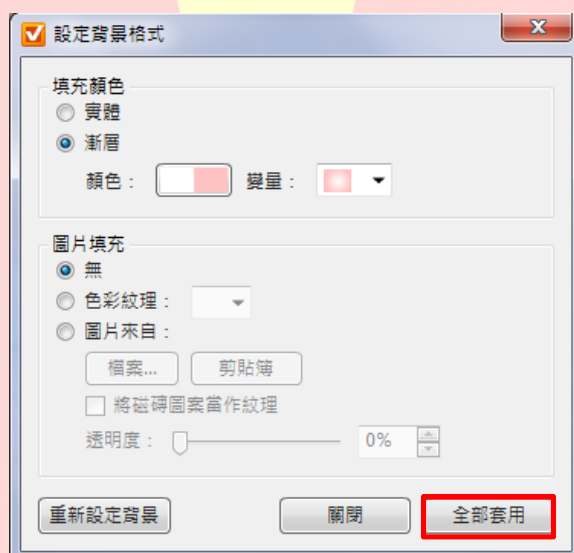 設定背景格式
填充顏色
實體
漸層
顏色： 變量：
圖片填充
無
色彩紋理：
圖片來自：
檔案... 剪貼簿
將磁磚圖案當作紋理
透明度： 0%
重新設定背景 關閉 全部套用